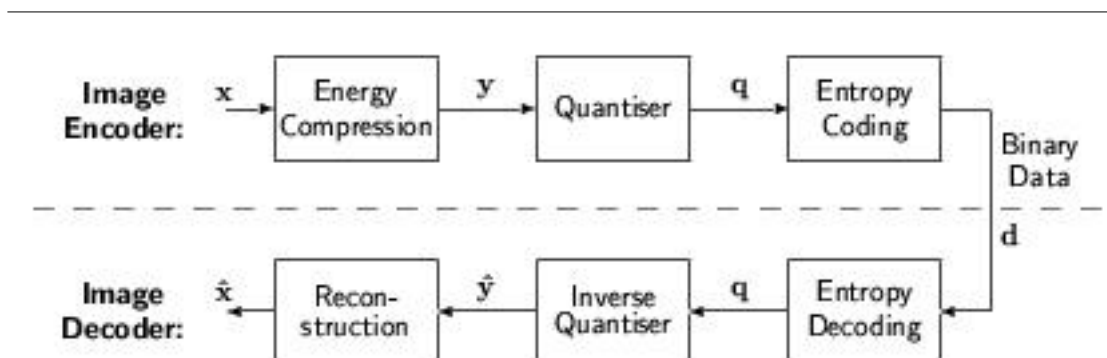 Image
Encoder:
x
Energy
Compression
y
Quantiser
q
Entropy
Coding
Binary
Data
d
Image
Decoder:
x̂
Recon-
struction
ŷ
Inverse
Quantiser
q
Entropy
Decoding